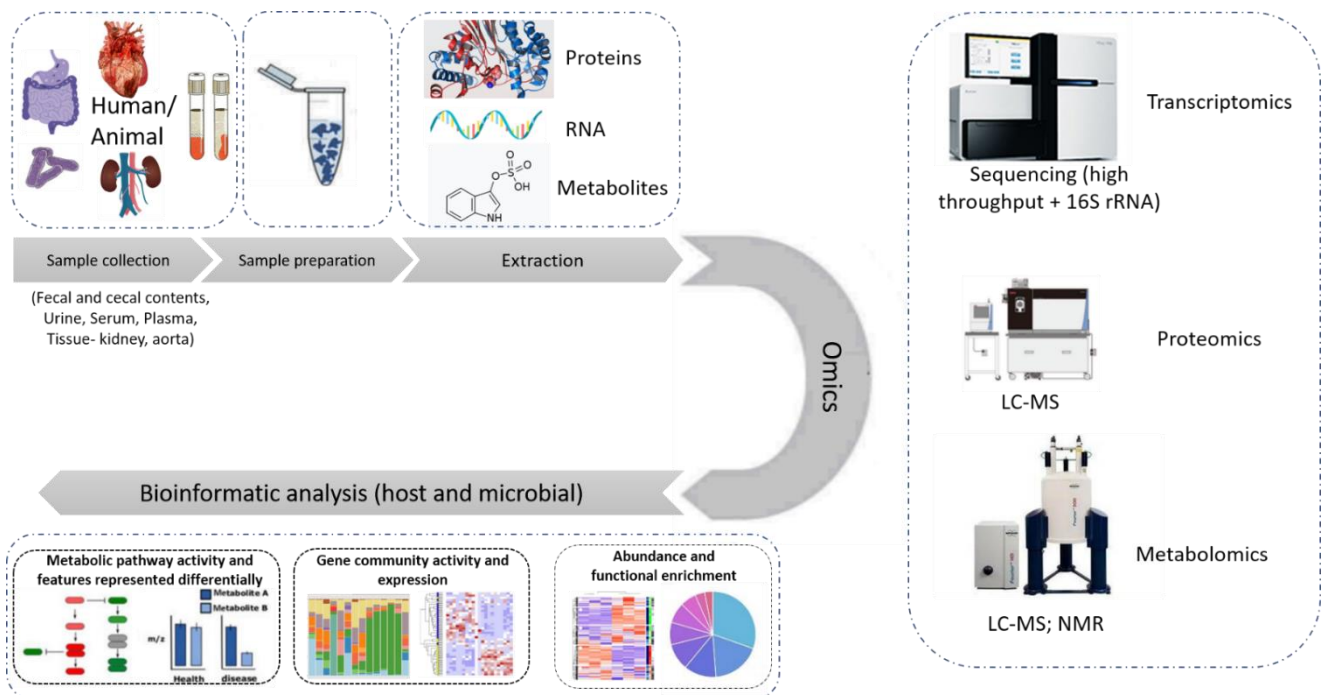 Human/
Animal
Proteins
RNA
Metabolites
O
O
S
O
OH
NH
Sample collection
Sample preparation
Extraction
(Fecal and cecal contents,
Urine, Serum, Plasma,
Tissue- kidney, aorta)
Omics
Transcriptomics
Sequencing (high
throughput + 16S rRNA)
Proteomics
LC-MS
Metabolomics
LC-MS; NMR
Bioinformatic analysis (host and microbial)
Metabolic pathway activity and
features represented differentially
Metabolite A
Metabolite B
m/z
Health
disease
Gene community activity and
expression
Abundance and
functional enrichment